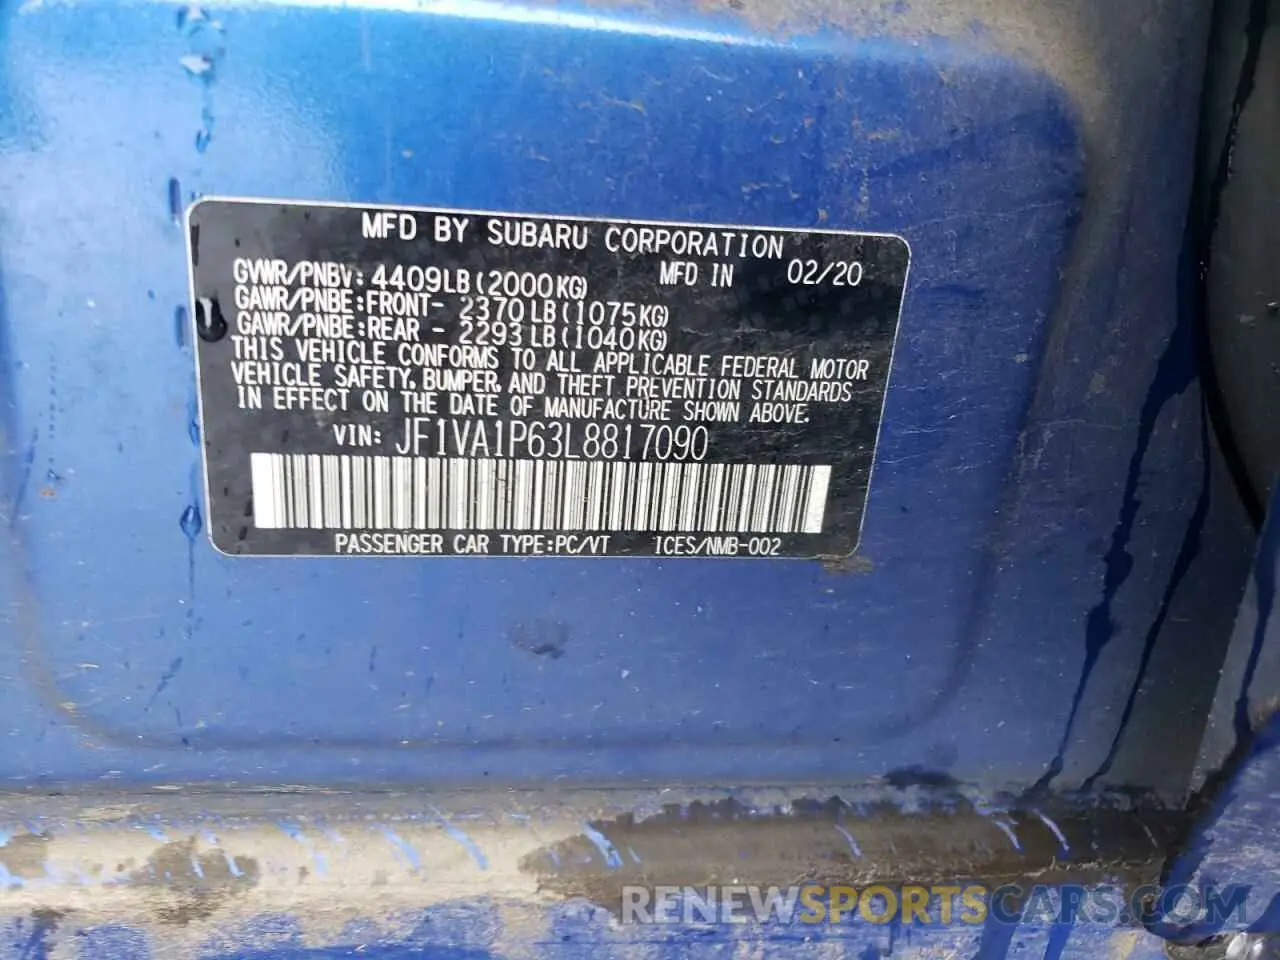 MFD BY SUBARU CORPORATION
GVWR/PNBV: 4409LB (2000KG) MFD IN 02/20
GAWR/PNBE: FRONT- 2370LB (1075KG)
GAWR/PNBE: REAR - 2293LB (1040KG)
THIS VEHICLE CONFORMS TO ALL APPLICABLE FEDERAL MOTOR
VEHICLE SAFETY, BUMPER, AND THEFT PREVENTION STANDARDS
IN EFFECT ON THE DATE OF MANUFACTURE SHOWN ABOVE.
VIN: JF1VA1P63L8817090
PASSENGER CAR TYPE:PC/VT ICES/NMB-002
RENEWSPORTSCARS.COM